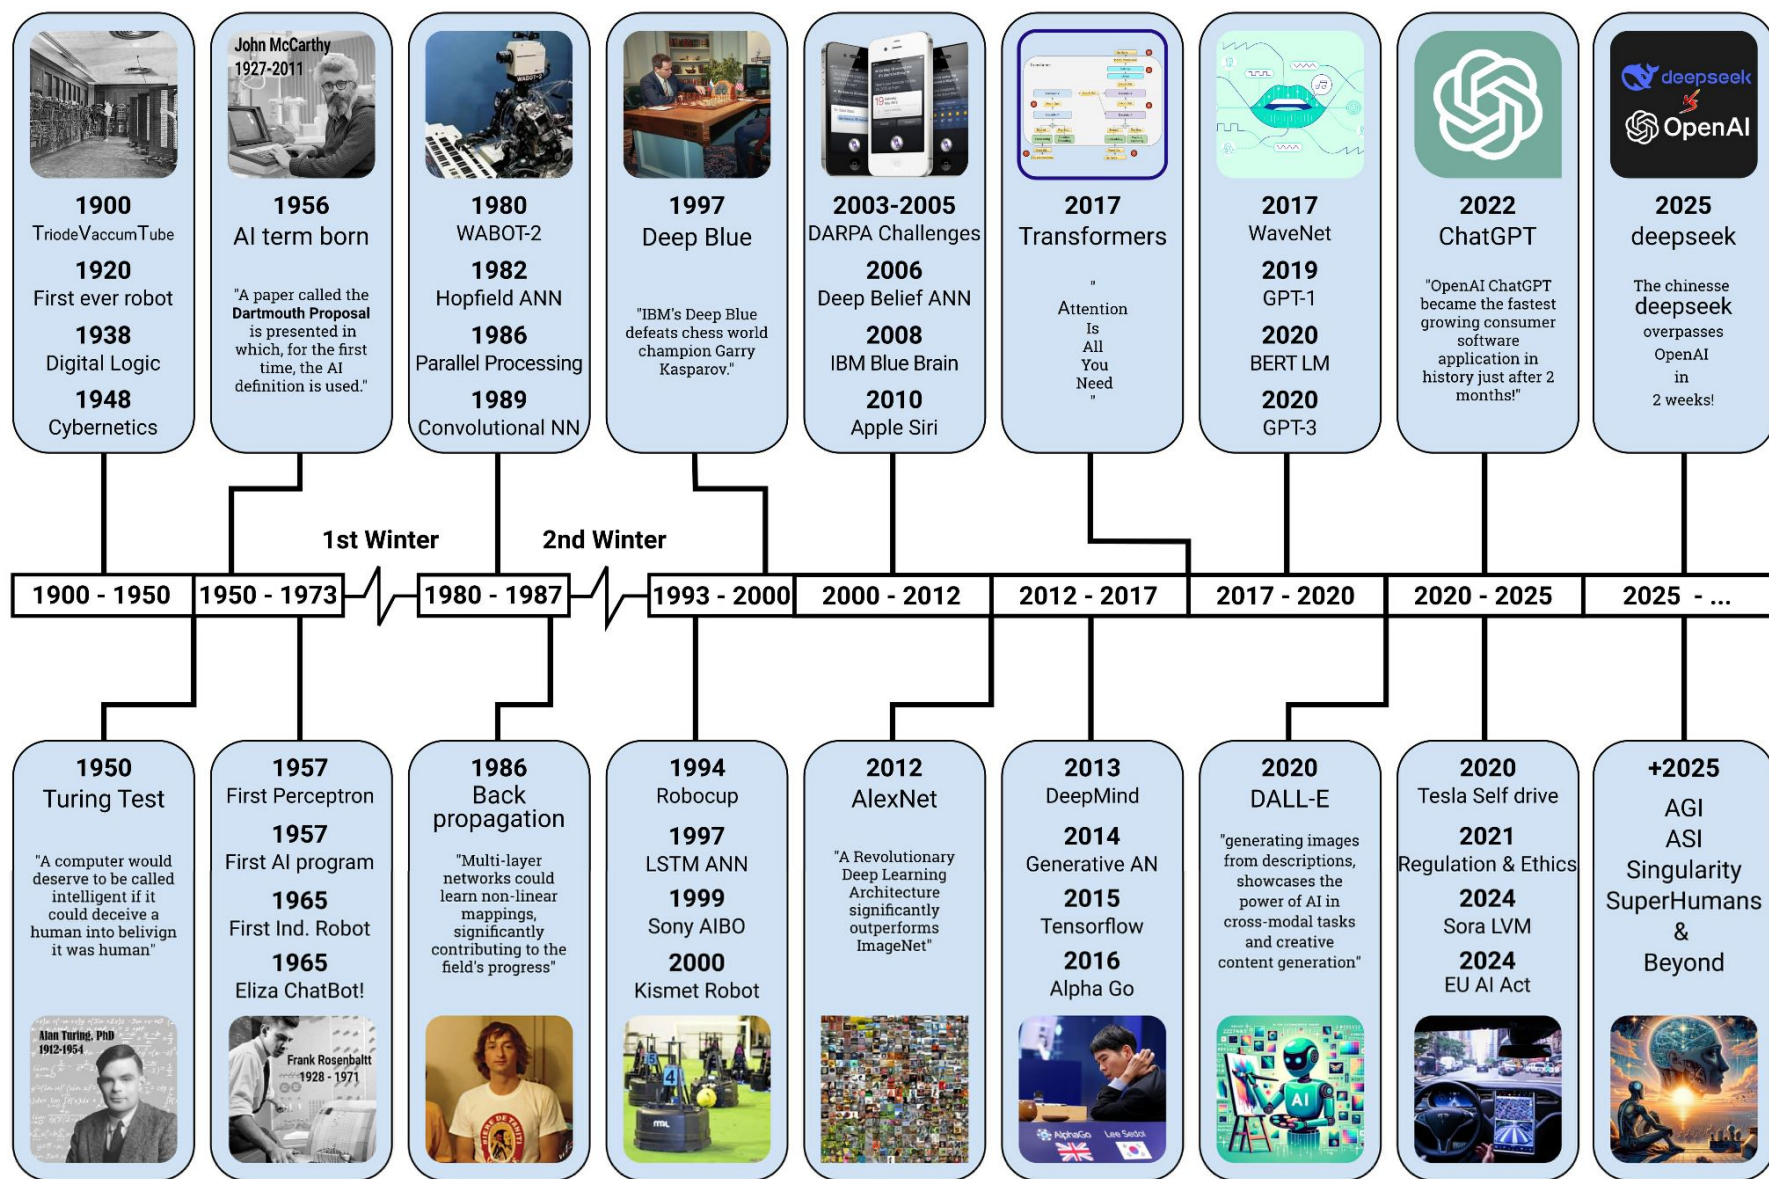 John McCarthy
1927-2011
1900
TriodeVaccumTube
1920
First ever robot
1938
Digital Logic
1948
Cybernetics
1956
AI term born
"A paper called the
Dartmouth Proposal
is presented in
which, for the first
time, the AI
definition is used."
WABOT-2
1980
WABOT-2
1982
Hopfield ANN
1986
Parallel Processing
1989
Convolutional NN
1997
Deep Blue
"IBM's Deep Blue
defeats chess world
champion Garry
Kasparov."
2003-2005
DARPA Challenges
2006
Deep Belief ANN
2008
IBM Blue Brain
2010
Apple Siri
2017
Transformers
"
Attention
Is
All
You
Need
"
2017
WaveNet
2019
GPT-1
2020
BERT LM
2020
GPT-3
2022
ChatGPT
"OpenAI ChatGPT
became the fastest
growing consumer
software
application in
history just after 2
months!"
deepseek
VS
OpenAI
2025
deepseek
The chinesse
deepseek
overpasses
OpenAI
in
2 weeks!
1st Winter
2nd Winter
1900 - 1950
1950 - 1973
1980 - 1987
1993 - 2000
2000 - 2012
2012 - 2017
2017 - 2020
2020 - 2025
2025 - ...
1950
Turing Test
"A computer would
deserve to be called
intelligent if it
could deceive a
human into belivign
it was human"
Alan Turing, PhD
1912-1954
1957
First Perceptron
1957
First AI program
1965
First Ind. Robot
1965
Eliza ChatBot!
Frank Rosenbaltt
1928 - 1971
1986
Back
propagation
"Multi-layer
networks could
learn non-linear
mappings,
significantly
contributing to the
field's progress"
BIERE DE TAHITI
1994
Robocup
1997
LSTM ANN
1999
Sony AIBO
2000
Kismet Robot
5
4
2012
AlexNet
"A Revolutionary
Deep Learning
Architecture
significantly
outperforms
ImageNet"
2013
DeepMind
2014
Generative AN
2015
Tensorflow
2016
Alpha Go
AlphaGo
Lee Sedol
2020
DALL-E
"generating images
from descriptions,
showcases the
power of AI in
cross-modal tasks
and creative
content generation"
AI
2020
Tesla Self drive
2021
Regulation & Ethics
2024
Sora LVM
2024
EU AI Act
+2025
AGI
ASI
Singularity
SuperHumans
&
Beyond